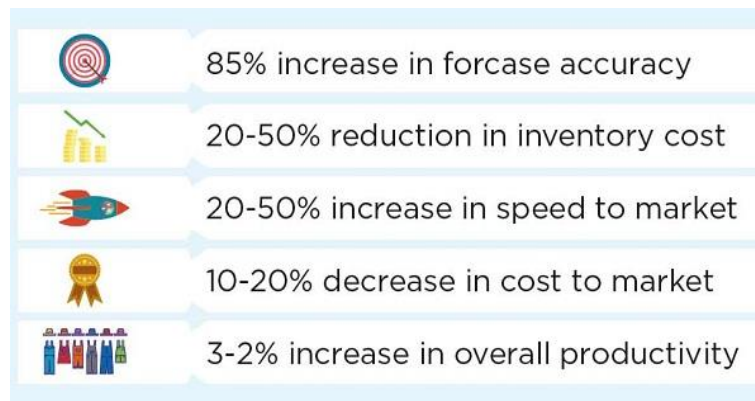 85% increase in forcase accuracy
20-50% reduction in inventory cost
20-50% increase in speed to market
10-20% decrease in cost to market
3-2% increase in overall productivity